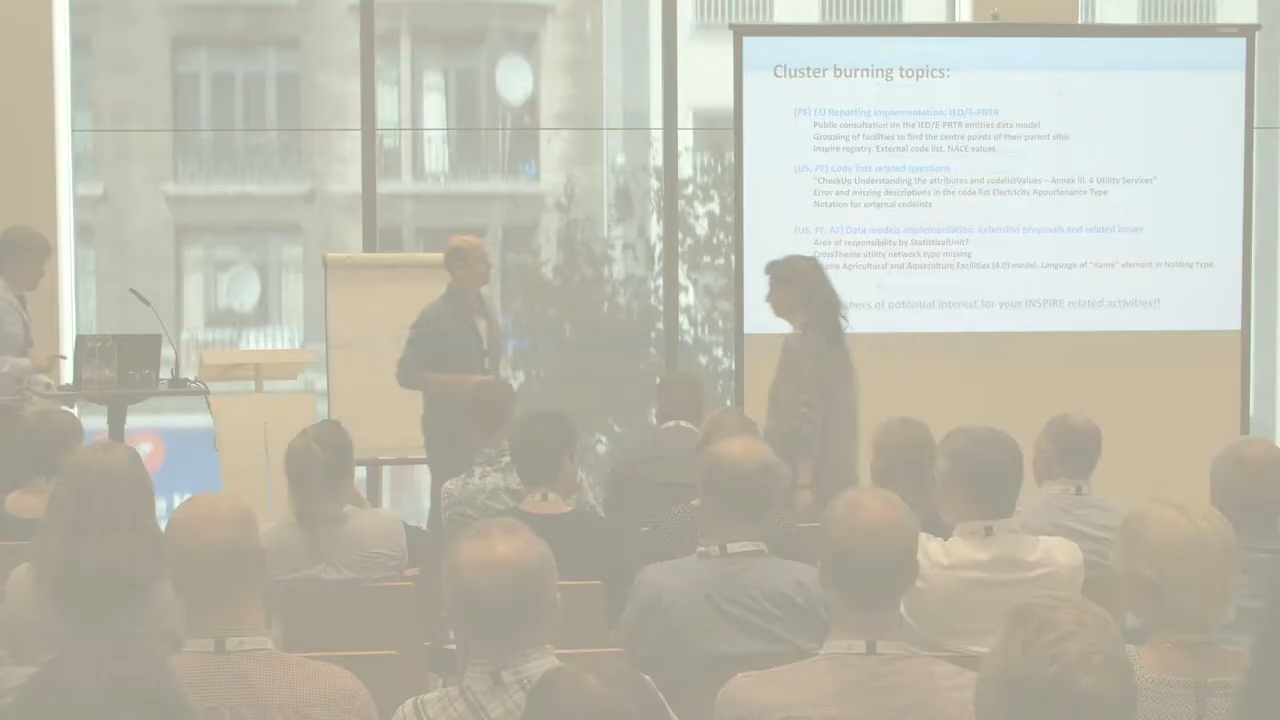 Cluster burning topics:
(PF) EU Reporting implementation: IED/E-PRTR
Public consultation on the IED/E-PRTR entities data model
Grouping of facilities to find the centre points of their parent sites
Inspire registry. External code list. NACE values.
(US, PF) Code lists related questions
"CheckUp Understanding the attributes and codelistValues – Annex III. 6 Utility Services"
Error and missing descriptions in the code list Electricity Appurtenance Type
Notation for external codelists
(US, PF, AF) Data models implementation: extension proposals and related issues
Area of responsibility by StatisticalUnit?
CrossTheme utility network type missing
Agricultural and Aquaculture Facilities (4.0) model. Language of "name" element in Holding type.
of potential interest for your INSPIRE related activities!!